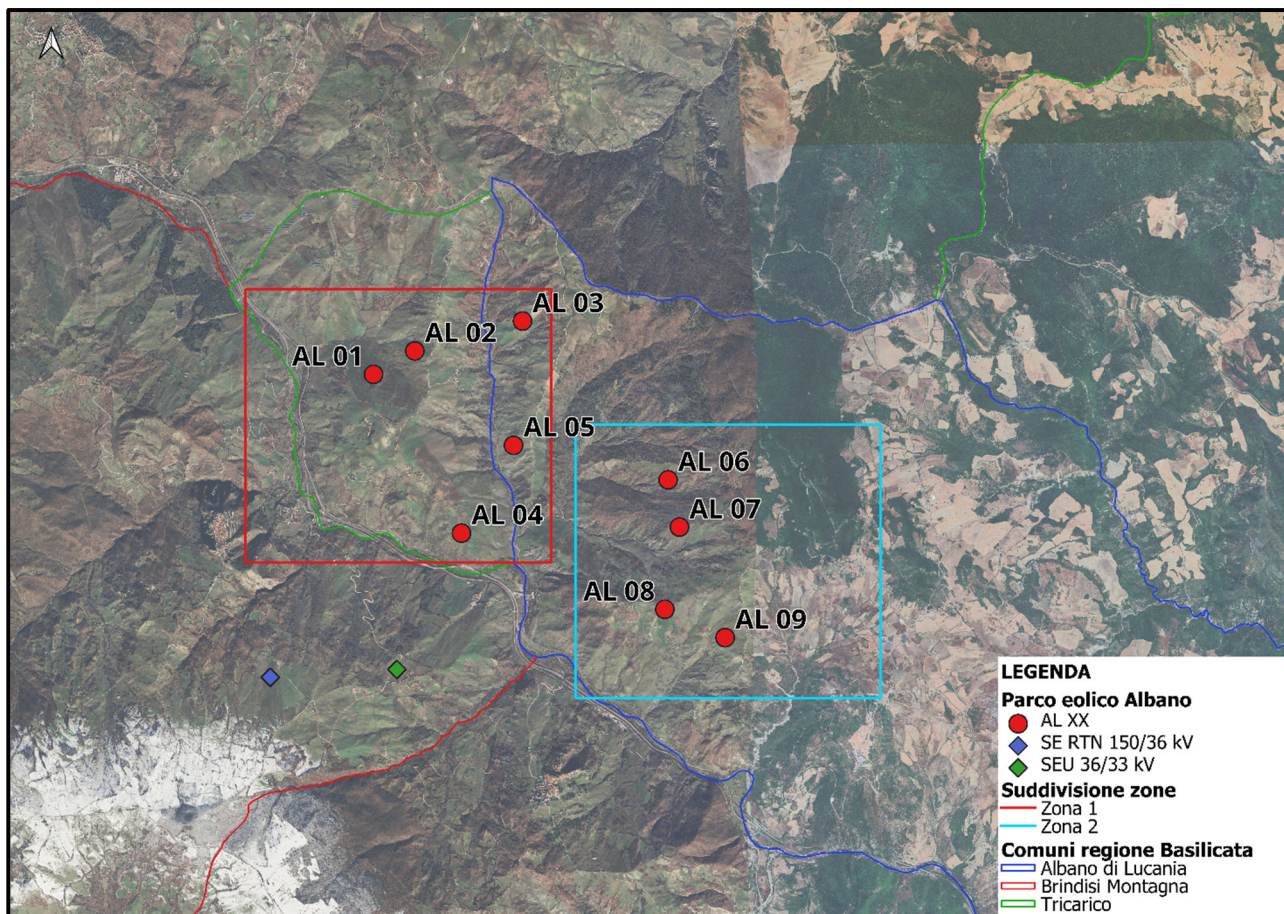 AL 03
AL 02
AL 01
AL 05
AL 06
AL 07
AL 04
AL 08
AL 09
LEGENDA
Parco eolico Albano
AL XX
SE RTN 150/36 kV
SEU 36/33 kV
Suddivisione zone
Zona 1
Zona 2
Comuni regione Basilicata
Albano di Lucania
Brindisi Montagna
Tricarico